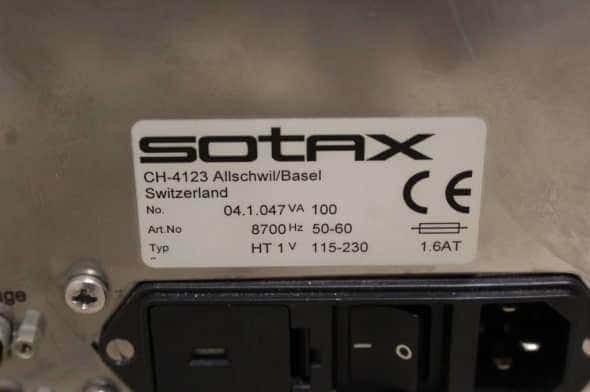 sotax
CH-4123 Allschwil/Basel
Switzerland
CE
No. 04.1.047 VA 100
Art.No 8700 Hz 50-60
Typ HT 1 V 115-230
1.6AT
I O